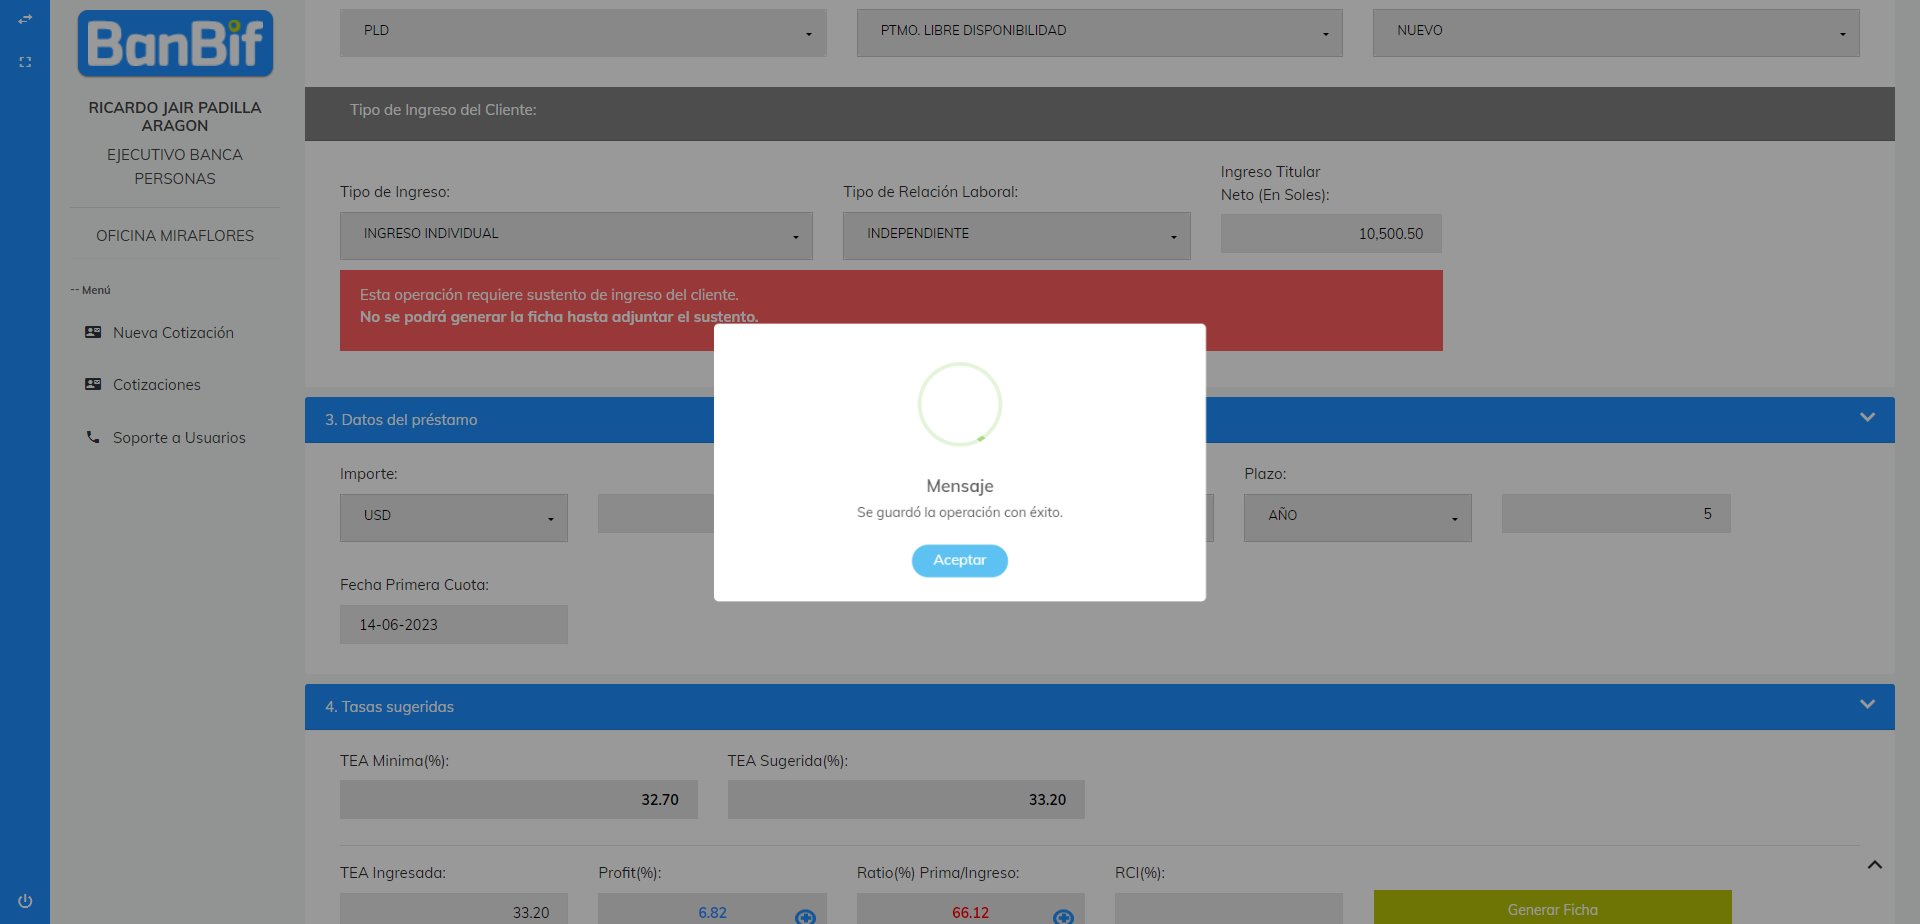 BanBif
RICARDO JAIR PADILLA
ARAGON
EJECUTIVO BANCA
PERSONAS
OFICINA MIRAFLORES
-- Menú
Nueva Cotización
Cotizaciones
Soporte a Usuarios
PLD
PTMO. LIBRE DISPONIBILIDAD
NUEVO
Tipo de Ingreso del Cliente:
Tipo de Ingreso:
Tipo de Relación Laboral:
Ingreso Titular
Neto (En Soles):
INGRESO INDIVIDUAL
INDEPENDIENTE
10,500.50
Esta operación requiere sustento de ingreso del cliente.
No se podrá generar la ficha hasta adjuntar el sustento.
Mensaje
Se guardó la operación con éxito.
Aceptar
3. Datos del préstamo
Importe:
Plazo:
USD
AÑO
5
Fecha Primera Cuota:
14-06-2023
4. Tasas sugeridas
TEA Minima(%):
TEA Sugerida(%):
32.70
33.20
TEA Ingresada:
Profit(%):
Ratio(%) Prima/Ingreso:
RCI(%):
33.20
6.82
66.12
Generar Ficha